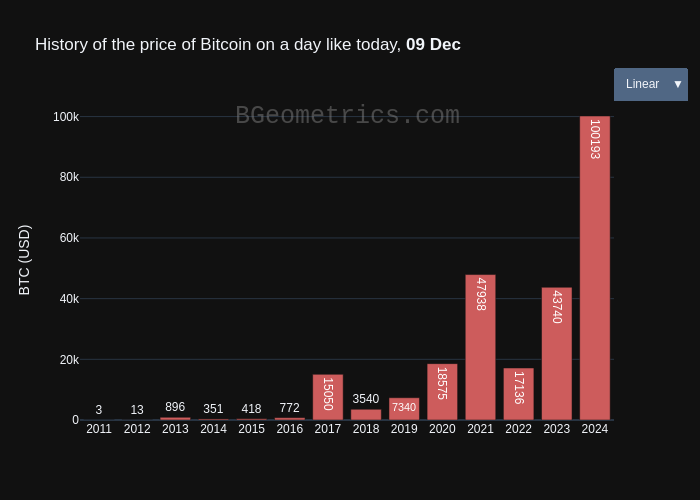 History of the price of Bitcoin on a day like today, 09 Dec
Linear ▼
BGeometrics.com
100k
80k
60k
40k
20k
0
BTC (USD)
3
13
896
351
418
772
15050
3540
7340
18575
47938
17136
43740
100193
2011 2012 2013 2014 2015 2016 2017 2018 2019 2020 2021 2022 2023 2024